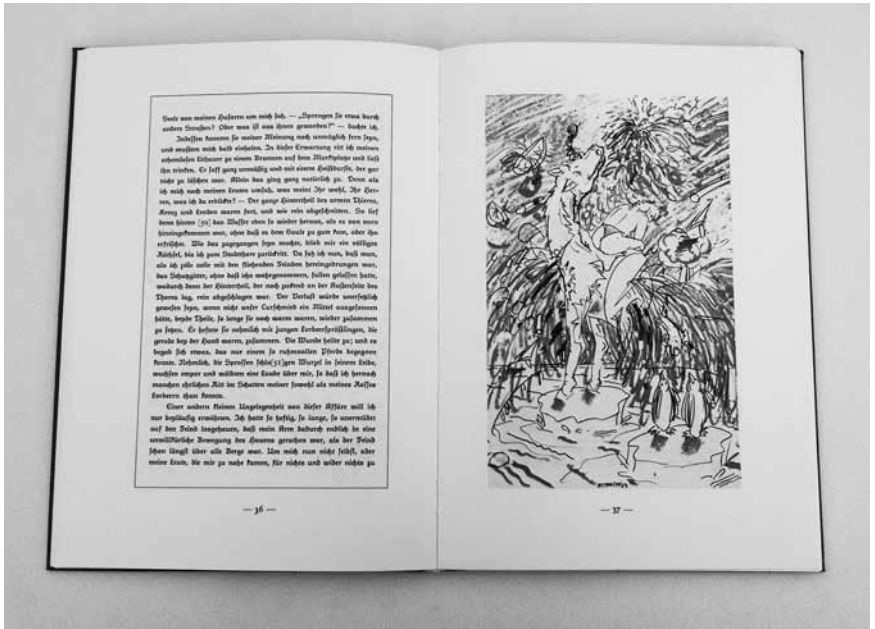 Seele von meinen Husaren um mich sah. — „Sprengen sie etwa durch
andere Strassen? Oder was ist aus ihnen geworden?“ — dachte ich.
Indessen konnten sie meiner Meinung nach unmöglich fern seyn,
und mußten mich bald einholen. In dieser Erwartung ritt ich meinen
athemlosen Lithauer zu einem Brunnen auf dem Marktplatze und ließ
ihn trinken. Er soff ganz unmäßig und mit einem Heißdurste, der gar
nicht zu löschen war. Allein das ging ganz natürlich zu. Denn als
ich mich nach meinen Leuten umsah, was meint Ihr wohl, Ihr Her-
ren, was ich da erblickte? — Der ganze Hintertheil des armen Thieres,
Kreuz und Lenden waren fort, und wie rein abgeschnitten. So lief
denn hinten [50] das Wasser eben so wieder heraus, als es von vorn
hineingekommen war, ohne daß es dem Gaule zu gute kam, oder ihn
erfrischte. Wie das zugegangen seyn mochte, blieb mir ein völliges
Räthsel, bis ich zum Stadtthore zurückritt. Da sah ich nun, daß man,
als ich pêle mêle mit den fliehenden Feinden hereingedrungen war,
das Schutzgitter, ohne daß ichs wahrgenommen, fallen gelassen hatte,
wodurch denn der Hintertheil, der noch zuckend an der Außenseite des
Thores lag, rein abgeschlagen war. Der Verlust würde unersetzlich
gewesen seyn, wenn nicht unser Curschmied ein Mittel ausgesonnen
hätte, beyde Theile, so lange sie noch warm waren, wieder zusammen
zu setzen. Er heftete sie nehmlich mit jungen Lorbeersprößlingen, die
gerade bey der Hand waren, zusammen. Die Wunde heilte zu; und es
begab sich etwas, das nur einem so ruhmvollen Pferde begegnen
konnte. Nehmlich, die Sprossen schlu[51]gen Wurzel in seinem Leibe,
wuchsen empor und wölbten eine Laube über mir, so daß ich hernach
manchen ehrlichen Ritt im Schatten meiner sowohl als meines Rosses
Lorbeern thun konnte.
Einer andern kleinen Ungelegenheit von dieser Affäre will ich
nur beyläufig erwähnen. Ich hatte so heftig, so lange, so unermüdet
auf den Feind losgehauen, daß mein Arm dadurch endlich in eine
unwillkürliche Bewegung des Hauens gerathen war, als der Feind
schon längst über alle Berge war. Um mich nun nicht selbst, oder
meine Leute, die mir zu nahe kamen, für nichts und wider nichts zu
— 36 —
— 37 —